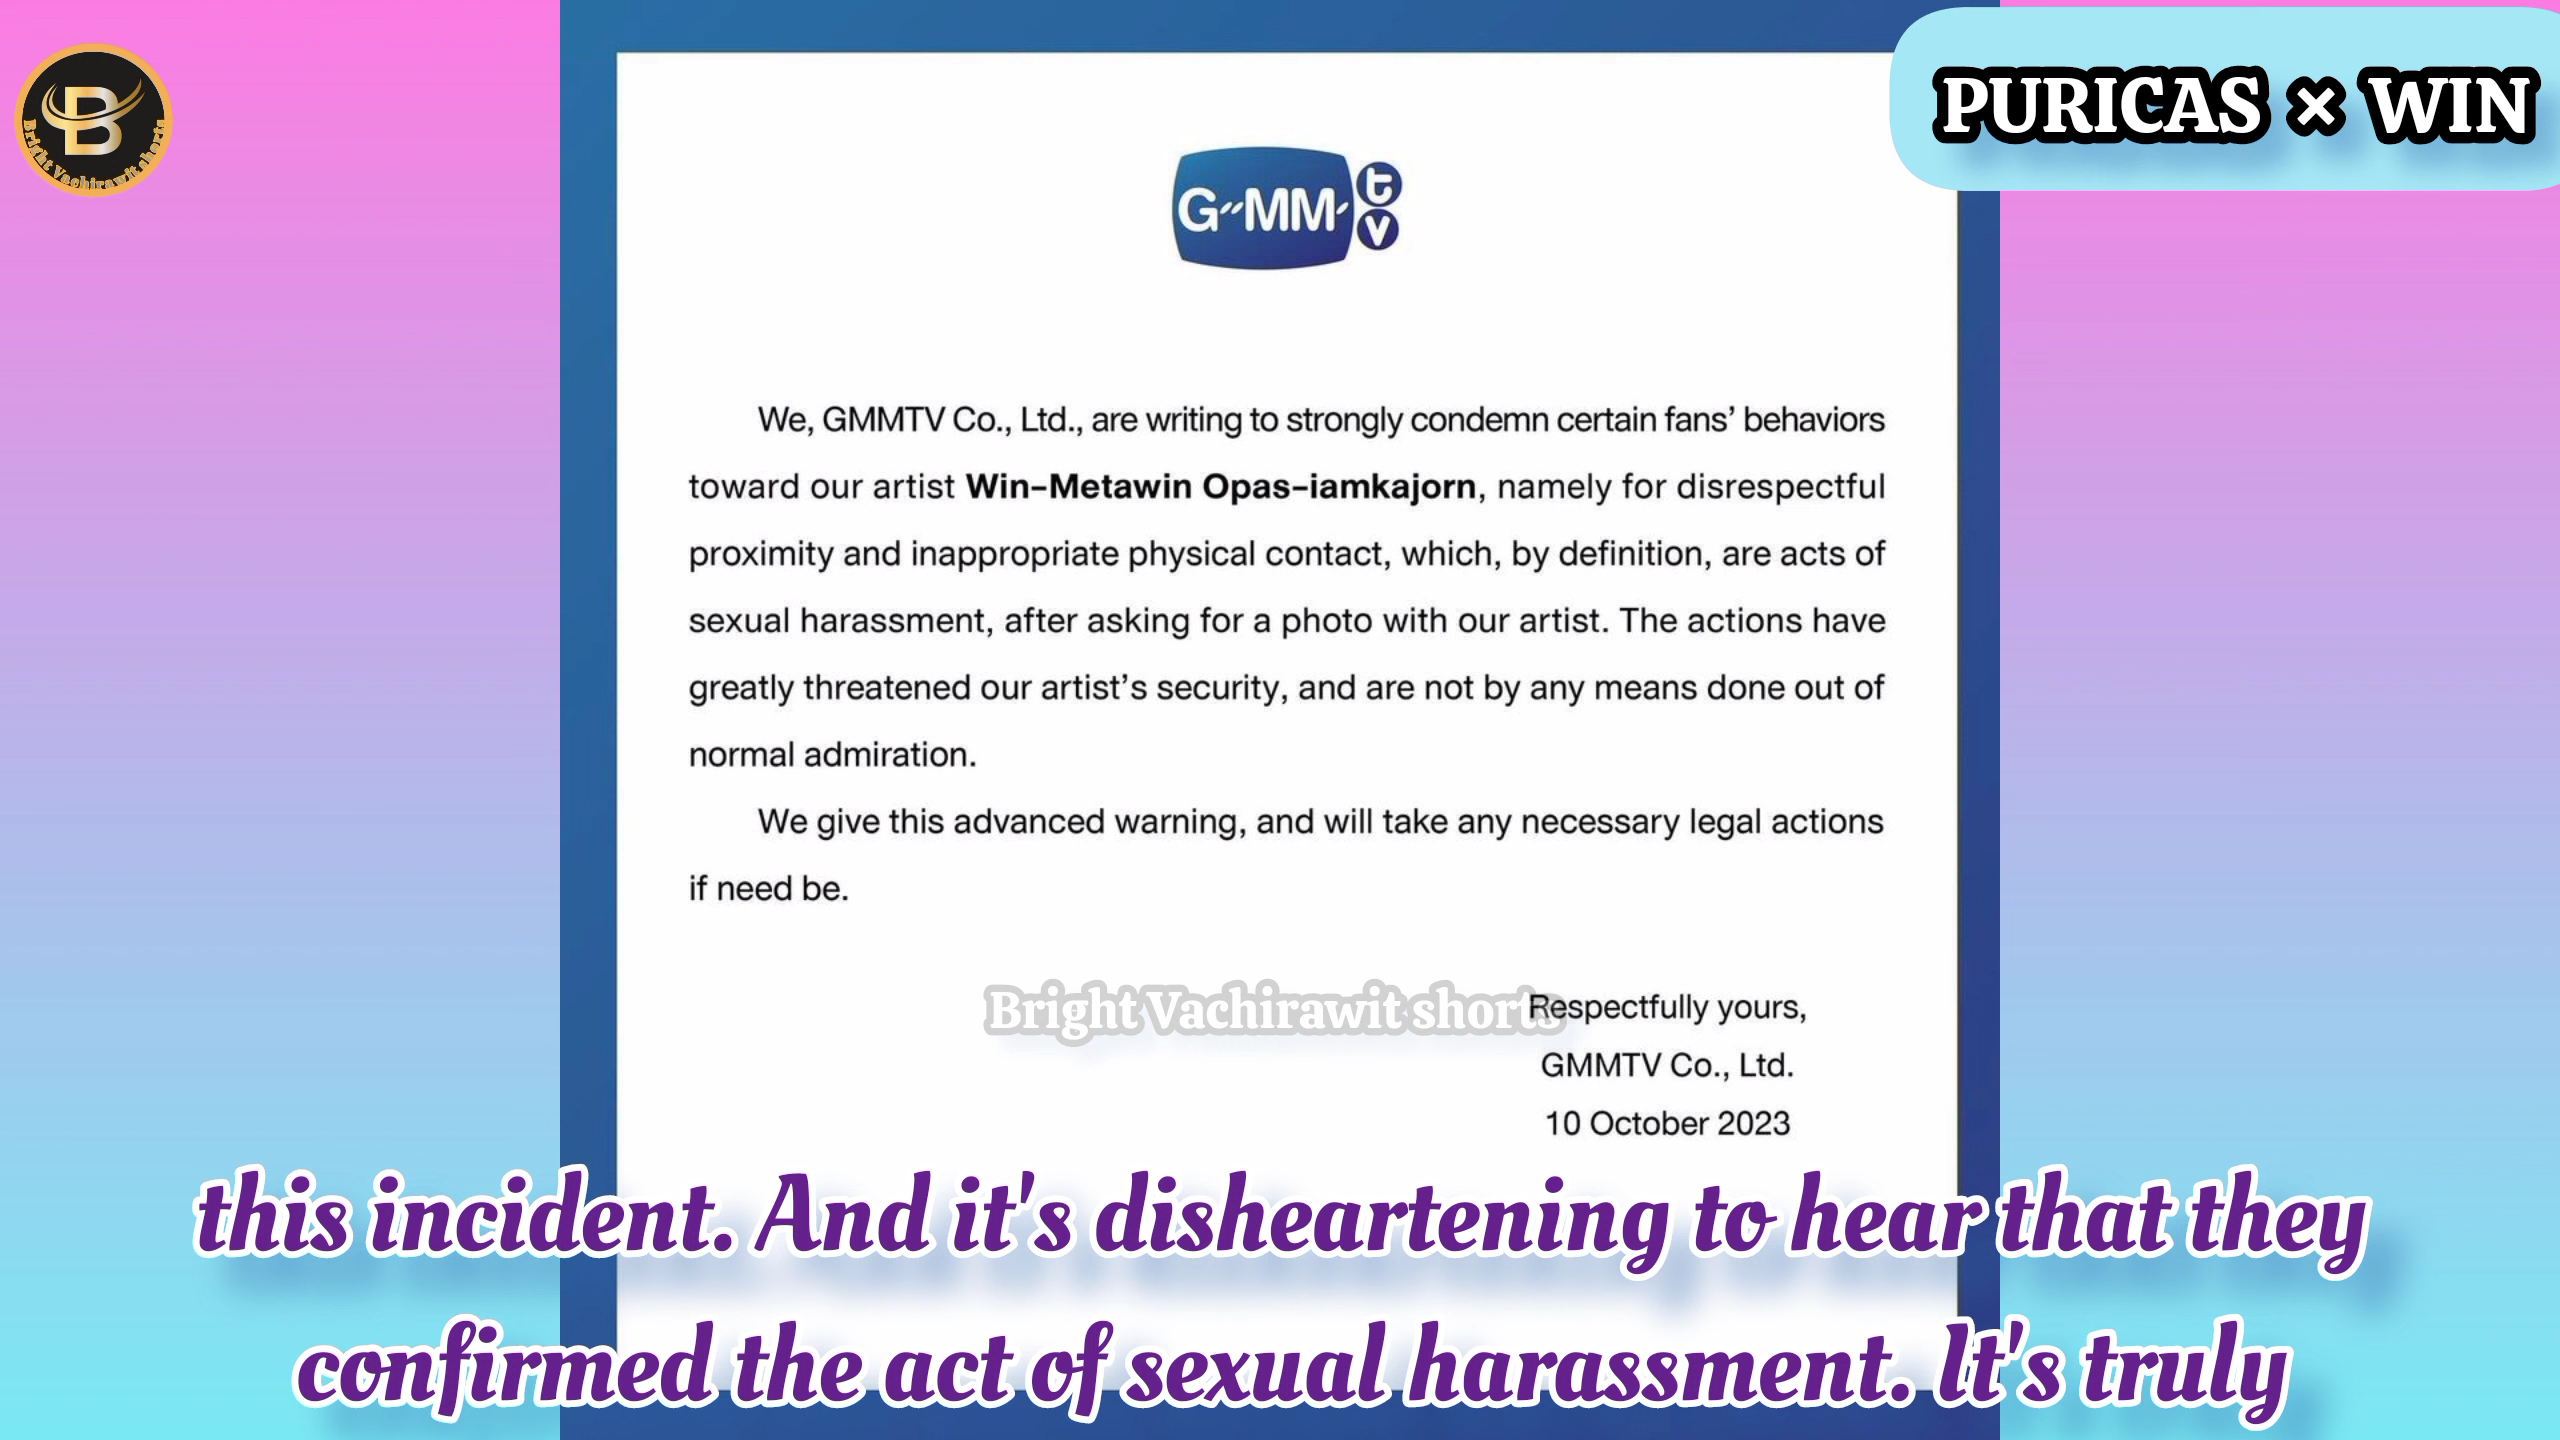 B
Bright Vachirawit shorts
PURICAS × WIN
G"MM' tv
We, GMMTV Co., Ltd., are writing to strongly condemn certain fans’ behaviors
toward our artist Win–Metawin Opas–iamkajorn, namely for disrespectful
proximity and inappropriate physical contact, which, by definition, are acts of
sexual harassment, after asking for a photo with our artist. The actions have
greatly threatened our artist’s security, and are not by any means done out of
normal admiration.
We give this advanced warning, and will take any necessary legal actions
if need be.
Bright Vachirawit shorts
Respectfully yours,
GMMTV Co., Ltd.
10 October 2023
this incident. And it's disheartening to hear that they
confirmed the act of sexual harassment. It's truly